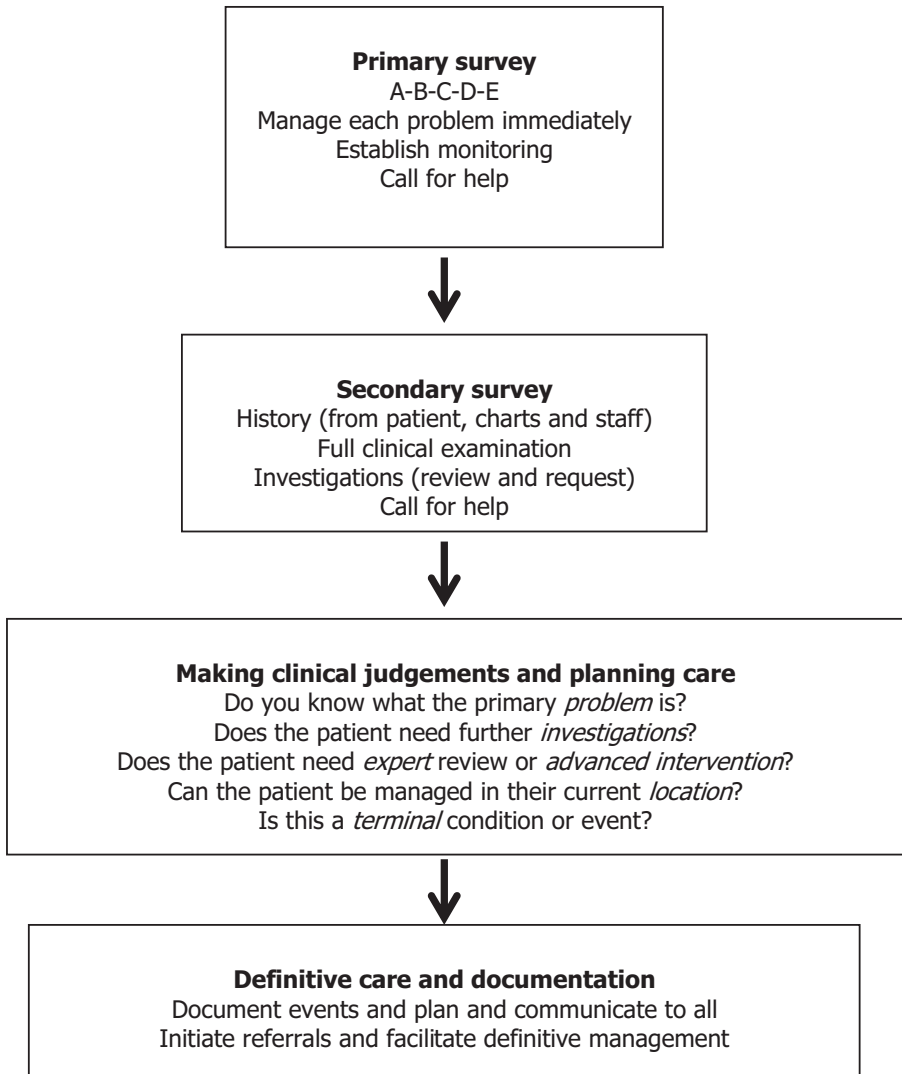 Primary survey
A-B-C-D-E
Manage each problem immediately
Establish monitoring
Call for help
Secondary survey
History (from patient, charts and staff)
Full clinical examination
Investigations (review and request)
Call for help
Making clinical judgements and planning care
Do you know what the primary problem is?
Does the patient need further investigations?
Does the patient need expert review or advanced intervention?
Can the patient be managed in their current location?
Is this a terminal condition or event?
Definitive care and documentation
Document events and plan and communicate to all
Initiate referrals and facilitate definitive management